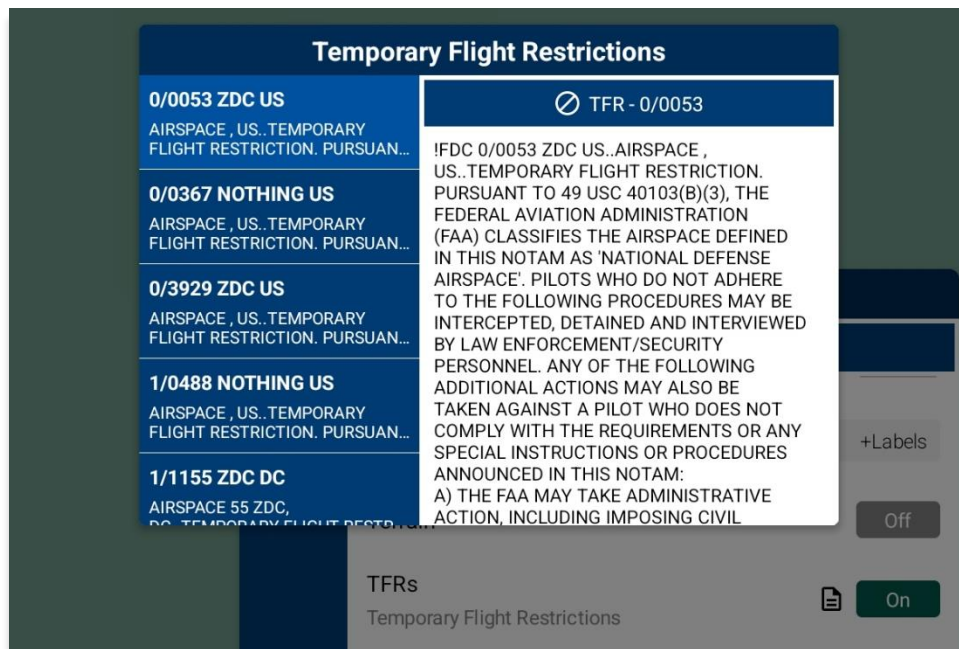 Temporary Flight Restrictions
0/0053 ZDC US
AIRSPACE , US..TEMPORARY
FLIGHT RESTRICTION. PURSUAN...
0/0367 NOTHING US
AIRSPACE , US..TEMPORARY
FLIGHT RESTRICTION. PURSUAN...
0/3929 ZDC US
AIRSPACE , US..TEMPORARY
FLIGHT RESTRICTION. PURSUAN...
1/0488 NOTHING US
AIRSPACE , US..TEMPORARY
FLIGHT RESTRICTION. PURSUAN...
1/1155 ZDC DC
AIRSPACE 55 ZDC,
DC..TEMPORARY FLIGHT RESTR
TFR - 0/0053
!FDC 0/0053 ZDC US..AIRSPACE ,
US..TEMPORARY FLIGHT RESTRICTION.
PURSUANT TO 49 USC 40103(B)(3), THE
FEDERAL AVIATION ADMINISTRATION
(FAA) CLASSIFIES THE AIRSPACE DEFINED
IN THIS NOTAM AS 'NATIONAL DEFENSE
AIRSPACE'. PILOTS WHO DO NOT ADHERE
TO THE FOLLOWING PROCEDURES MAY BE
INTERCEPTED, DETAINED AND INTERVIEWED
BY LAW ENFORCEMENT/SECURITY
PERSONNEL. ANY OF THE FOLLOWING
ADDITIONAL ACTIONS MAY ALSO BE
TAKEN AGAINST A PILOT WHO DOES NOT
COMPLY WITH THE REQUIREMENTS OR ANY
SPECIAL INSTRUCTIONS OR PROCEDURES
ANNOUNCED IN THIS NOTAM:
A) THE FAA MAY TAKE ADMINISTRATIVE
ACTION, INCLUDING IMPOSING CIVIL
+Labels
Terrain
Off
TFRs
Temporary Flight Restrictions
On